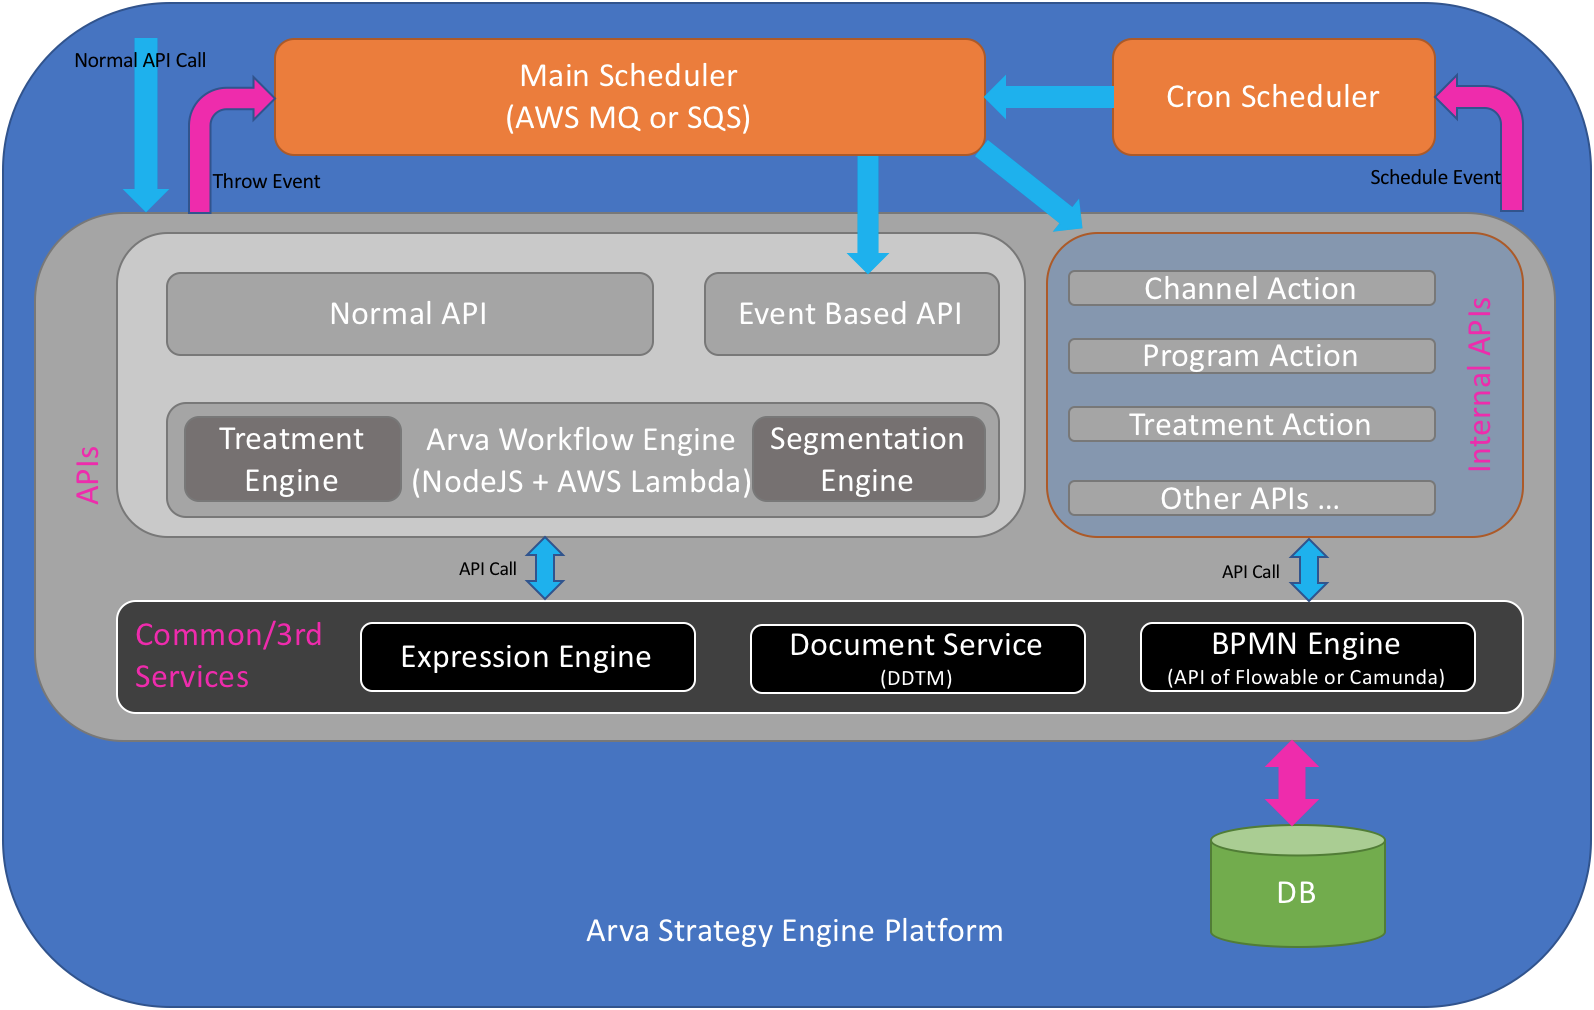 Normal API Call
Main Scheduler
(AWS MQ or SQS)
Cron Scheduler
Throw Event
Schedule Event
Normal API
Event Based API
Channel Action
Program Action
Treatment Action
Other APIs ...
Internal APIs
APIs
Treatment
Engine
Arva Workflow Engine
(NodeJS + AWS Lambda)
Segmentation
Engine
API Call
API Call
Common/3rd
Services
Expression Engine
Document Service
(DDTM)
BPMN Engine
(API of Flowable or Camunda)
DB
Arva Strategy Engine Platform